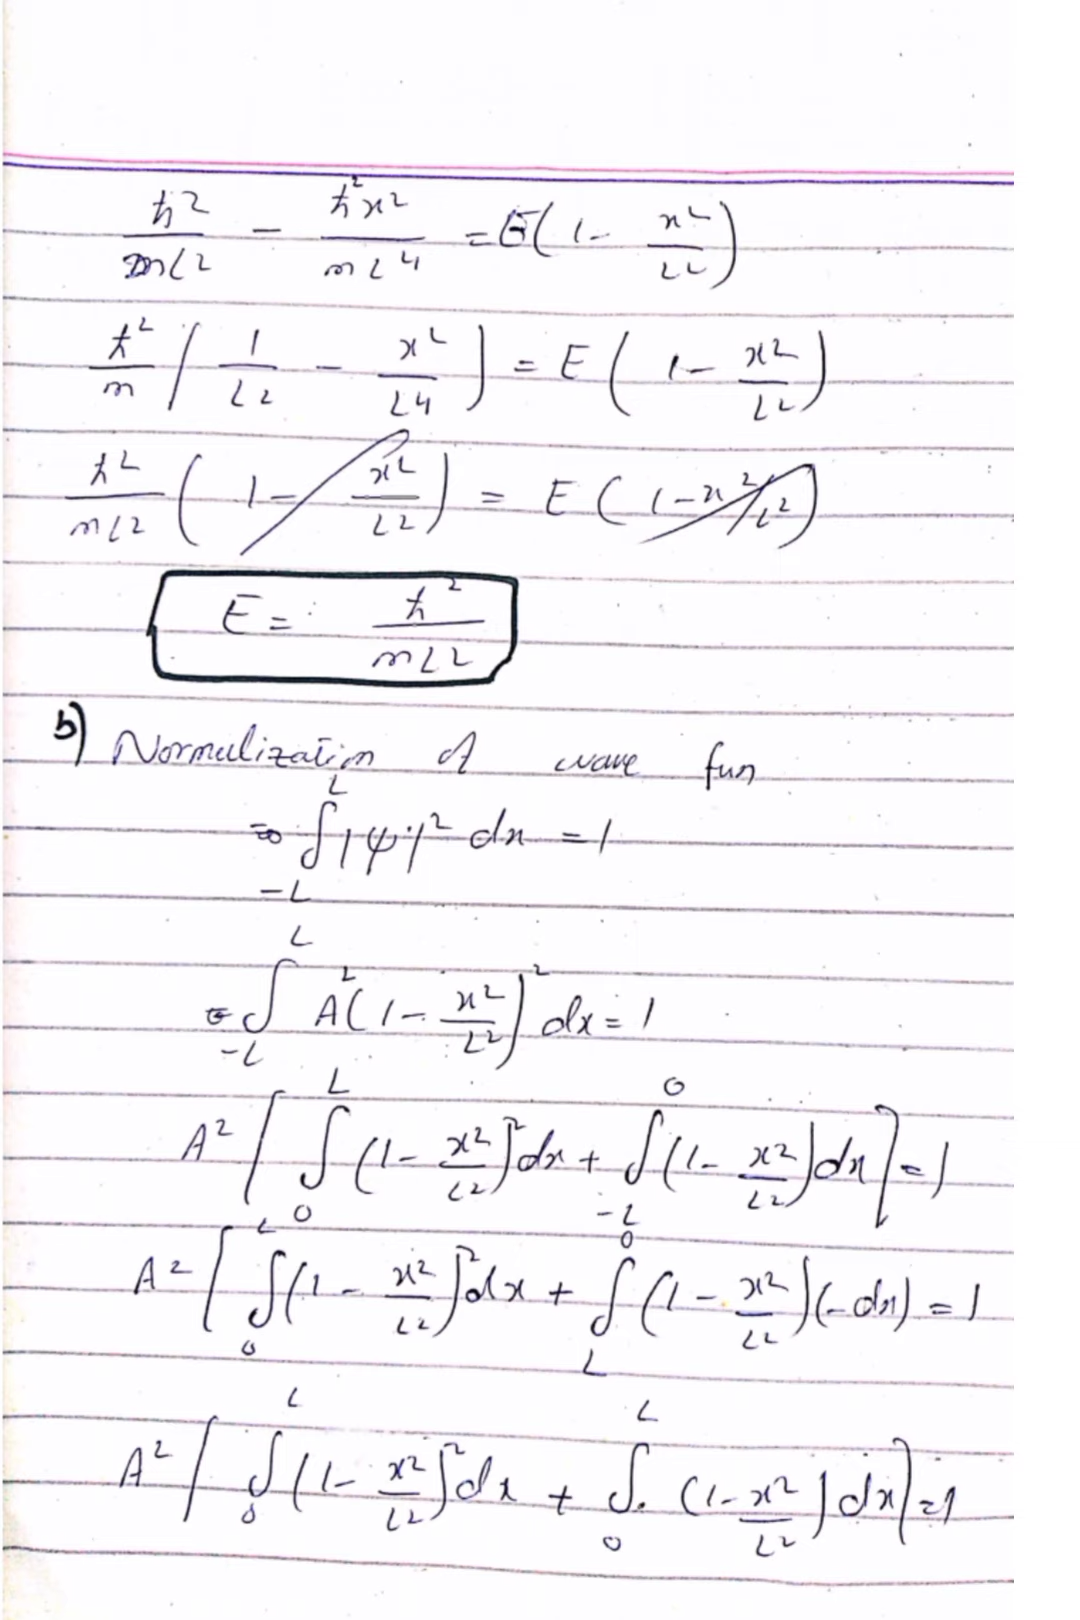 ħ²/mL² - ħ²x²/mL⁴ = E(1- x²/L²)
ħ²/m [1/L² - x²/L⁴] = E(1- x²/L²)
ħ²/mL² (1- x²/L²) = E(1-x²/L²)
E = ħ²/mL²
b) Normalization of wave fun
⇒ ∫_{-L}^{L} |ψ|² dx = 1
= ∫_{-L}^{L} A²(1- x²/L²)² dx = 1
A² [∫_0^L (1- x²/L²)² dx + ∫_{-L}^0 (1- x²/L²) dx] = 1
A² [∫_0^L (1- x²/L²)² dx + ∫_L^0 (1- x²/L²)(-dx) = 1
A² [∫_0^L (1- x²/L²)² dx + ∫_0^L (1-x²/L²) dx] = 1